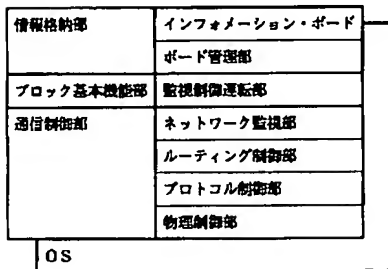 情報格納部 インフォメーション・ボード
ボード管理部
ブロック基本機能部 監視制御運転部
通信制御部 ネットワーク監視部
ルーティング制御部
プロトコル制御部
物理制御部
OS